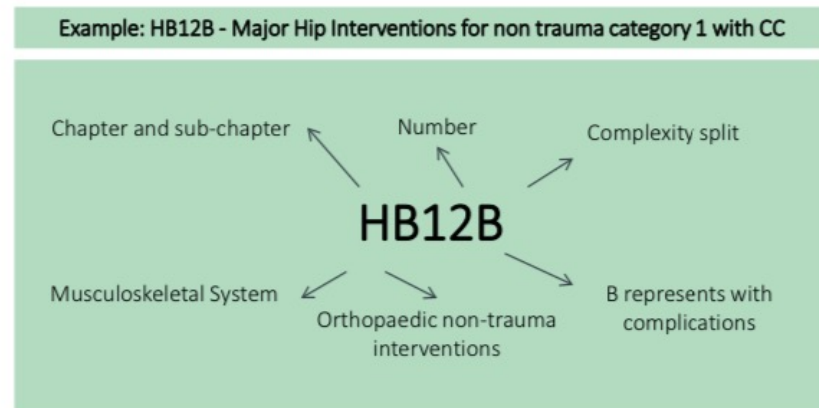 Example: HB12B - Major Hip Interventions for non trauma category 1 with CC
Chapter and sub-chapter
Number
Complexity split
HB12B
Musculoskeletal System
Orthopaedic non-trauma
interventions
B represents with
complications